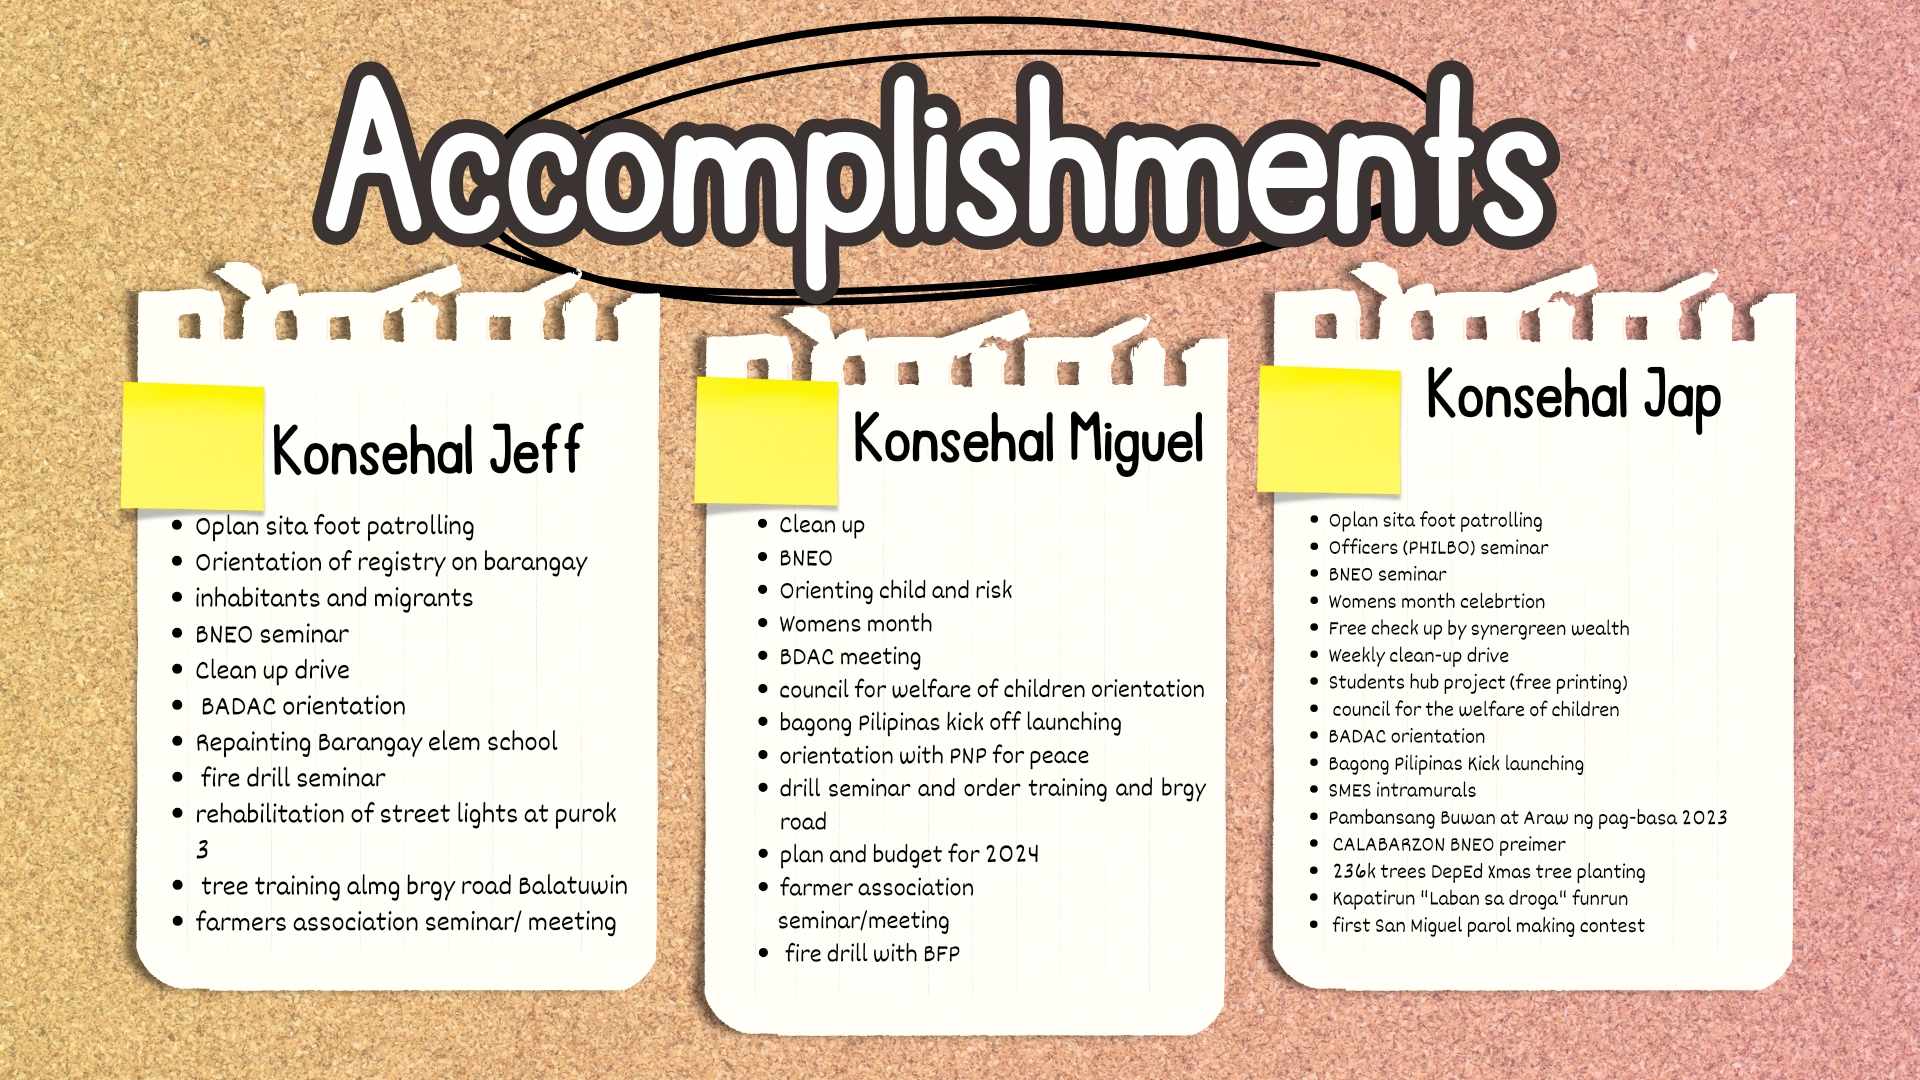 Accomplishments
Konsehal Jeff
Oplan sita foot patrolling
Orientation of registry on barangay
inhabitants and migrants
BNEO seminar
Clean up drive
BADAC orientation
Repainting Barangay elem school
fire drill seminar
rehabilitation of street lights at purok
3
tree training almg brgy road Balatuwin
farmers association seminar/ meeting
Konsehal Miguel
Clean up
BNEO
Orienting child and risk
Womens month
BDAC meeting
council for welfare of children orientation
bagong Pilipinas kick off launching
orientation with PNP for peace
drill seminar and order training and brgy
road
plan and budget for 2024
farmer association
seminar/meeting
fire drill with BFP
Konsehal Jap
Oplan sita foot patrolling
Officers (PHILBO) seminar
BNEO seminar
Womens month celebrtion
Free check up by synergreen wealth
Weekly clean-up drive
Students hub project (free printing)
council for the welfare of children
BADAC orientation
Bagong Pilipinas Kick launching
SMES intramurals
Pambansang Buwan at Araw ng pag-basa 2023
CALABARZON BNEO preimer
236k trees DepEd Xmas tree planting
Kapatirun "Laban sa droga" funrun
first San Miguel parol making contest